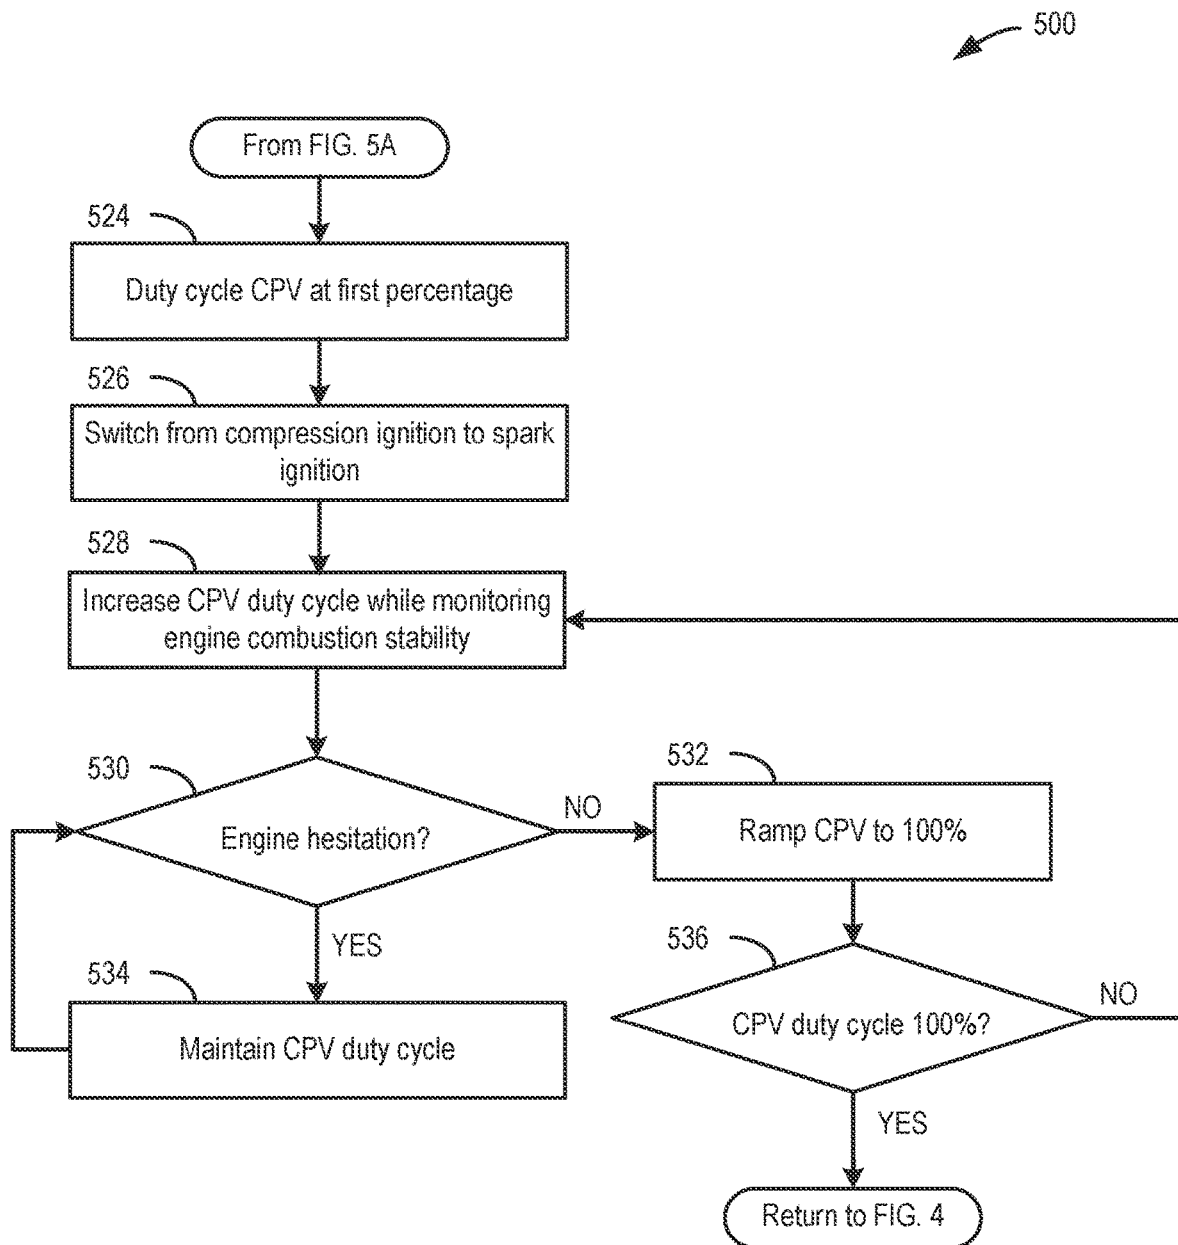 500
From FIG. 5A
524
Duty cycle CPV at first percentage
526
Switch from compression ignition to spark
ignition
528
Increase CPV duty cycle while monitoring
engine combustion stability
530
Engine hesitation?
NO
532
Ramp CPV to 100%
YES
534
Maintain CPV duty cycle
536
CPV duty cycle 100%?
NO
YES
Return to FIG. 4